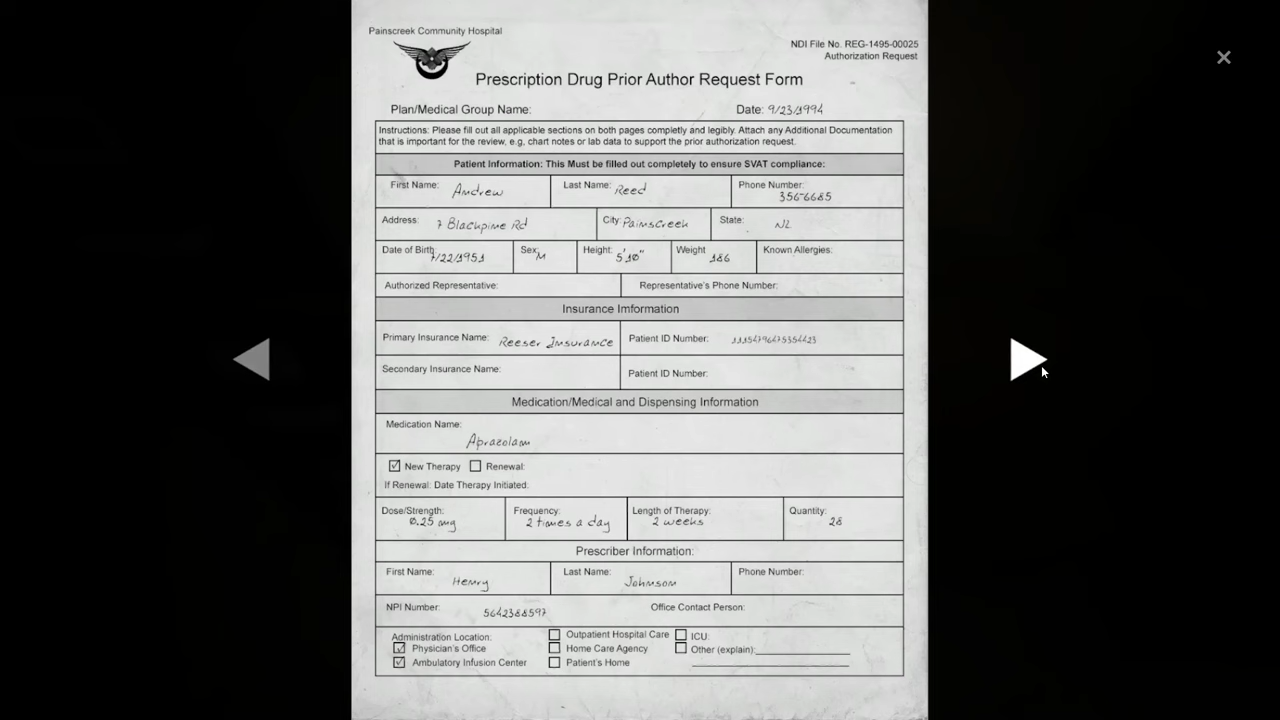 Painscreek Community Hospital
NDI File No. REG-1495-00025
Authorization Request
Prescription Drug Prior Author Request Form
Plan/Medical Group Name: Date: 9/23/1994
Instructions: Please fill out all applicable sections on both pages completly and legibly. Attach any Additional Documentation
that is important for the review, e.g, chart notes or lab data to support the prior authorization request.
Patient Information: This Must be filled out completely to ensure SVAT compliance:
First Name: Andrew Last Name: Reed Phone Number: 356-6685
Address: 7 Blackpine Rd City: Painscreek State: NL
Date of Birth: 7/22/1951 Sex: M Height: 5'10" Weight 186 Known Allergies:
Authorized Representative: Representative's Phone Number:
Insurance Imformation
Primary Insurance Name: Reeser Insurance Patient ID Number:
Secondary Insurance Name: Patient ID Number:
Medication/Medical and Dispensing Information
Medication Name:
Aprazolam
New Therapy Renewal:
If Renewal: Date Therapy Initiated:
Dose/Strength: 0.25 mg Frequency: 2 times a day Length of Therapy: 2 weeks Quantity: 28
Prescriber Information:
First Name: Henry Last Name: Johnson Phone Number:
NPI Number: 5642388597 Office Contact Person:
Administration Location: Outpatient Hospital Care ICU:
Physician's Office Home Care Agency Other (explain):
Ambulatory Infusion Center Patient's Home